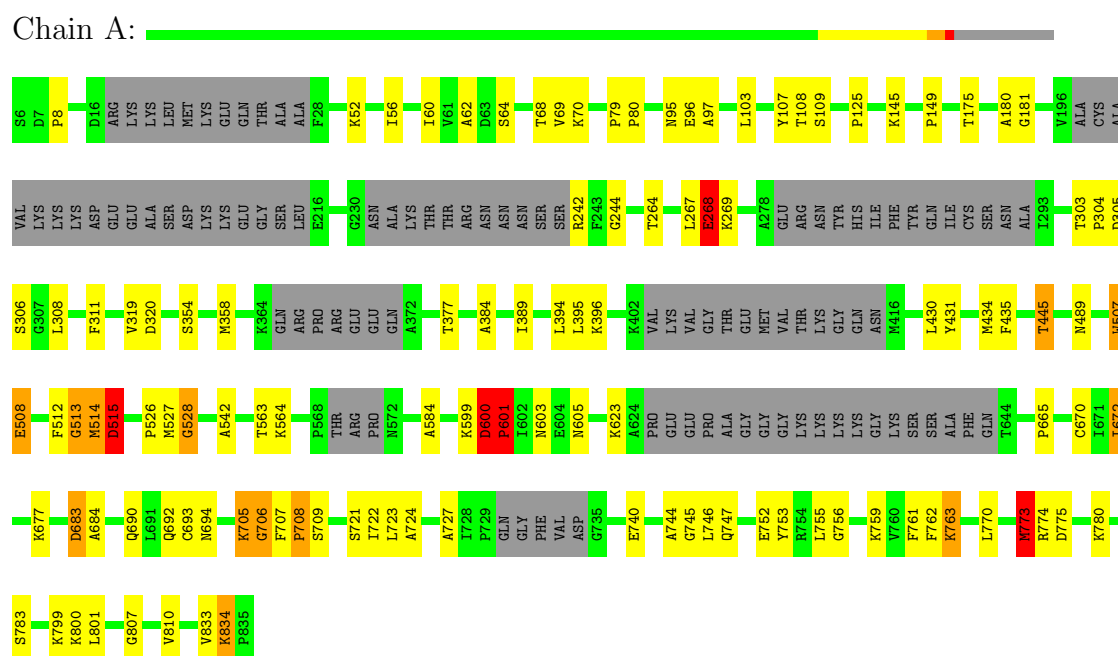 Chain A:
S6 D7 P8 D16 ARG LYS LYS LEU MET LYS GLU GLN THR ALA ALA F28 K52 I56 I60 V61 A62 D63 S64 T68 V69 K70 P79 P80 N95 E96 A97 L103 Y107 T108 S109 P125 K145 P149 T175 A180 G181 V196 ALA CYS ALA
VAL LYS LYS LYS ASP GLU GLU ALA SER ASP LYS LYS GLU GLY SER LEU E216 G230 ASN ALA LYS THR THR ARG ASN ASN ASN SER SER R242 F243 G244 T264 L267 E268 K269 A278 GLU ARG ASN TYR HIS ILE PHE TYR GLN ILE CYS SER ASN ALA I293 T303 P304 D305
S306 G307 L308 F311 V319 D320 S354 M358 K364 GLN ARG PRO ARG GLU GLU GLN A372 T377 A384 I389 L394 L395 K396 K402 VAL LYS VAL GLY THR GLU MET VAL THR LYS GLY GLN ASN M416 L430 Y431 M434 F435 T445 N489 W507
E508 F512 G513 M514 D515 P526 M527 G528 A542 T563 K564 P568 THR ARG PRO N572 A584 K599 D600 P601 I602 N603 E604 N605 K623 A624 PRO GLU GLU PRO ALA GLY GLY GLY LYS LYS LYS LYS GLY LYS SER SER ALA PHE GLN T644 P665 C670 I671 I672
K677 D683 A684 Q690 L691 Q692 C693 N694 K705 G706 F707 P708 S709 S721 I722 L723 A724 A727 I728 P729 GLN GLY PHE VAL ASP G735 E740 A744 G745 L746 Q747 E752 Y753 R754 L755 G756 K759 V760 F761 F762 K763 L770 M773 R774 D775 K780
S783 K799 K800 L801 G807 V810 V833 K834 P835